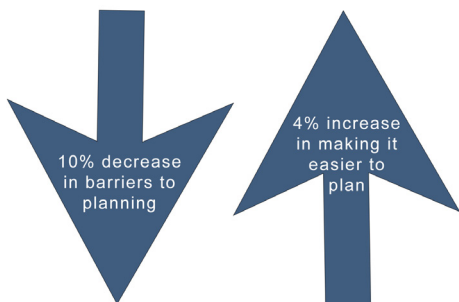 10% decrease
in barriers to
planning
4% increase
in making it
easier to
plan